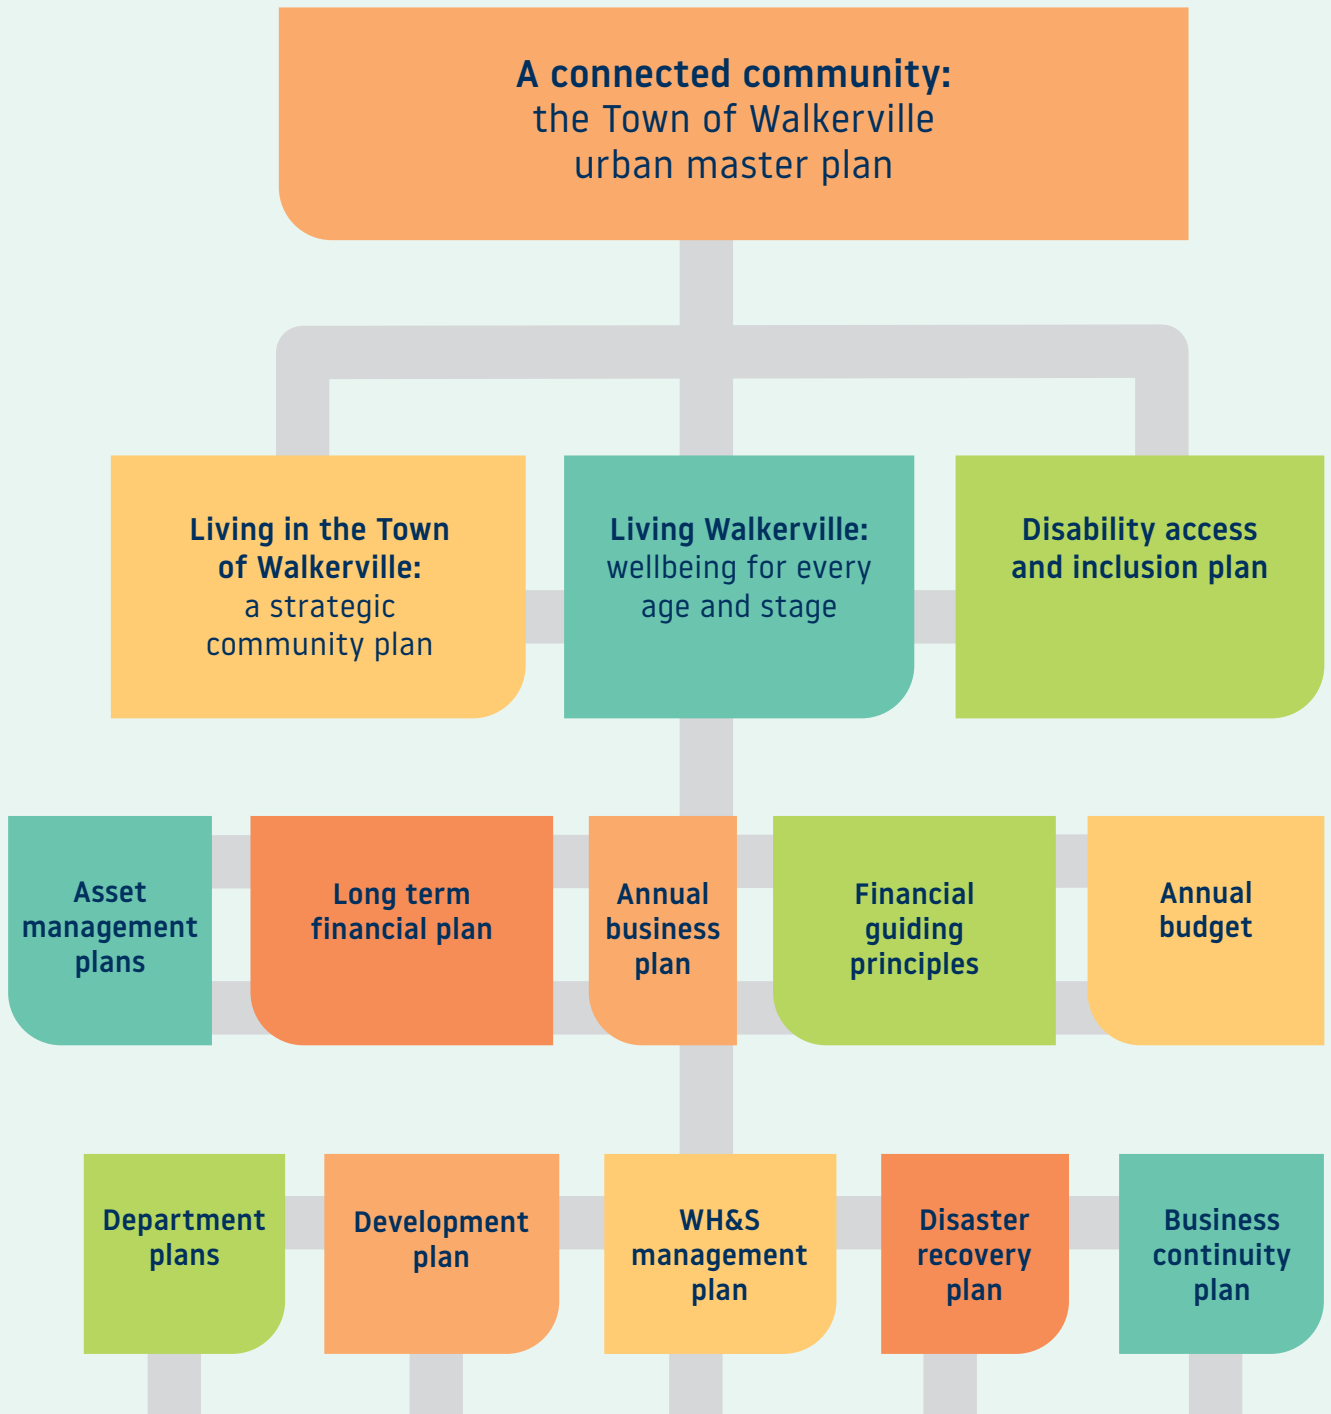 A connected community:
the Town of Walkerville
urban master plan
Living in the Town
of Walkerville:
a strategic
community plan
Living Walkerville:
wellbeing for every
age and stage
Disability access
and inclusion plan
Asset
management
plans
Long term
financial plan
Annual
business
plan
Financial
guiding
principles
Annual
budget
Department
plans
Development
plan
WH&S
management
plan
Disaster
recovery
plan
Business
continuity
plan